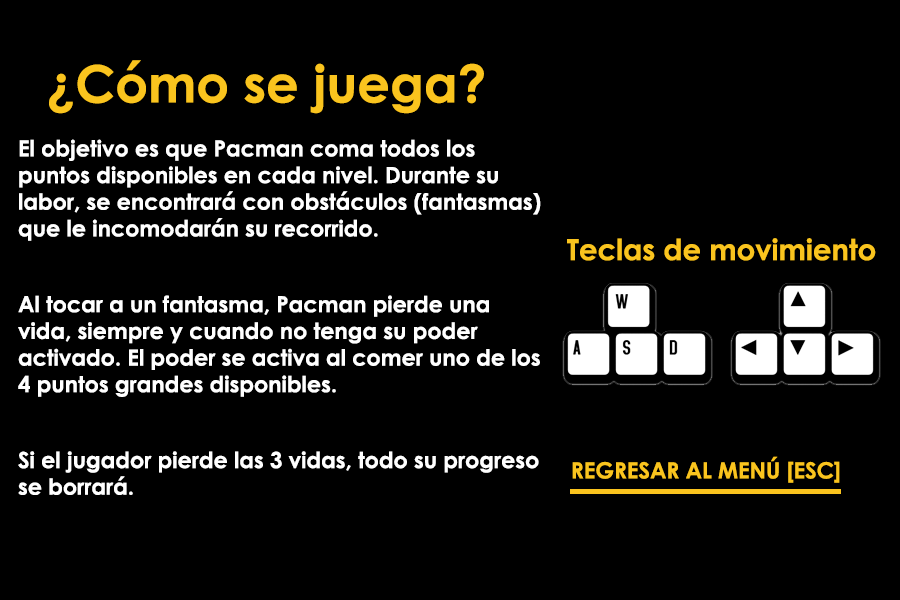 ¿Cómo se juega?
El objetivo es que Pacman coma todos los
puntos disponibles en cada nivel. Durante su
labor, se encontrará con obstáculos (fantasmas)
que le incomodarán su recorrido.
Al tocar a un fantasma, Pacman pierde una
vida, siempre y cuando no tenga su poder
activado. El poder se activa al comer uno de los
4 puntos grandes disponibles.
Si el jugador pierde las 3 vidas, todo su progreso
se borrará.
Teclas de movimiento
W
A S D
REGRESAR AL MENÚ [ESC]